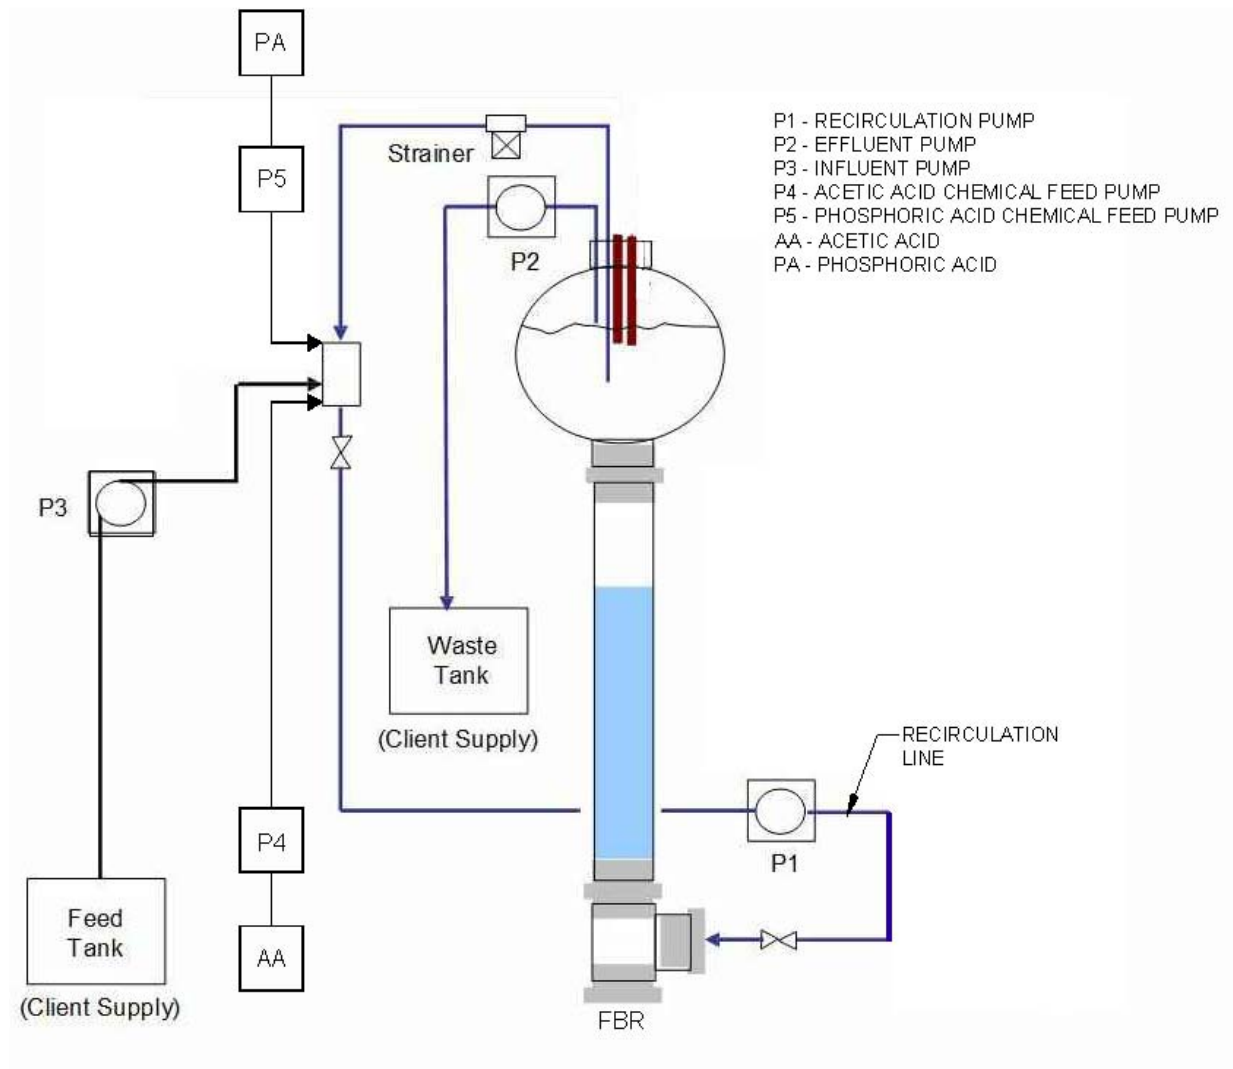 PA
P1 - RECIRCULATION PUMP
P2 - EFFLUENT PUMP
P3 - INFLUENT PUMP
P4 - ACETIC ACID CHEMICAL FEED PUMP
P5 - PHOSPHORIC ACID CHEMICAL FEED PUMP
AA - ACETIC ACID
PA - PHOSPHORIC ACID
Strainer
P5
P2
P3
Waste
Tank
(Client Supply)
RECIRCULATION
LINE
P4
P1
Feed
Tank
(Client Supply)
AA
FBR